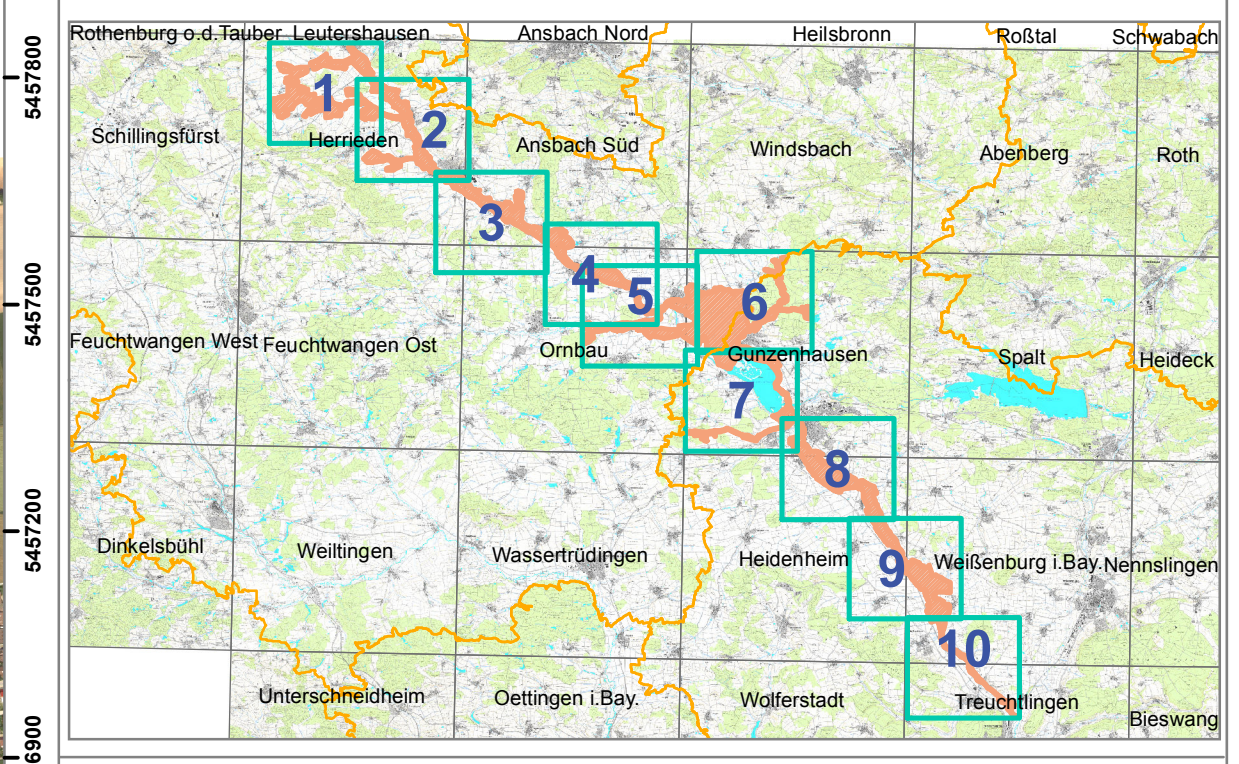 Rothenburg o.d.Tauber Leutershausen Ansbach Nord Heilsbronn Roßtal Schwabach
5457800
1
2
Schillingsfürst Herrieden Ansbach Süd Windsbach Abenberg Roth
3
4 5 6
5457500
Feuchtwangen West Feuchtwangen Ost Ornbau Gunzenhausen Spalt Heideck
7
8
5457200
Dinkelsbühl Weiltingen Wassertrüdingen Heidenheim Weißenburg i.Bay. Nennslingen
9
10
Unterschneidheim Oettingen i.Bay. Wolferstadt Treuchtlingen Bieswang
6900